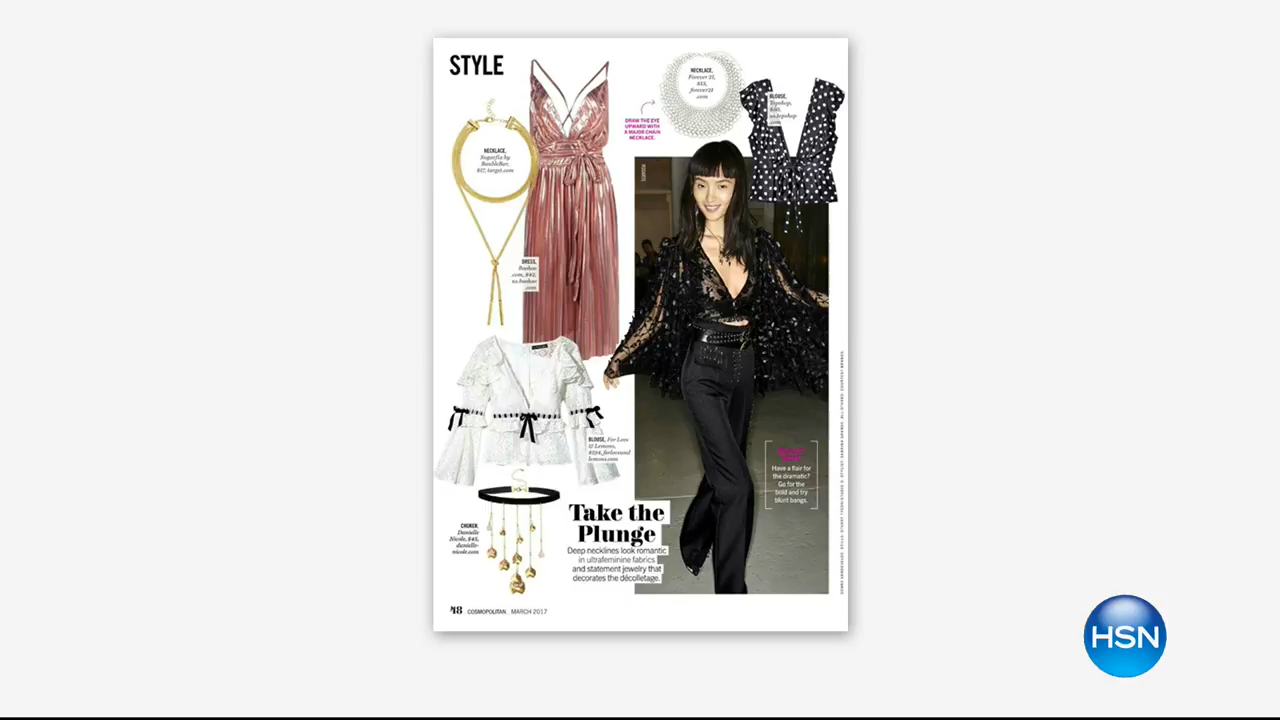 STYLE
NECKLACE,
Sugarfix by
BaubleBar,
$17, target.com
DRAW THE EYE
UPWARD WITH
A MAJOR CHAIN
NECKLACE.
NECKLACE,
Forever 21,
forever21
.com
BLOUSE,
Topshop,
us.topshop
.com
DRESS,
Boohoo
.com, $42,
us.boohoo
.com
BLOUSE, For Love
& Lemons,
forloveand
lemons.com
CHOKER,
Danielle
Nicole, $45,
danielle-
nicole.com
Take the
Plunge
Deep necklines look romantic
in ultrafeminine fabrics
and statement jewelry that
decorates the décolletage.
Have a flair for
the dramatic?
Go for the
bold and try
blunt bangs.
48 COSMOPOLITAN MARCH 2017
HSN